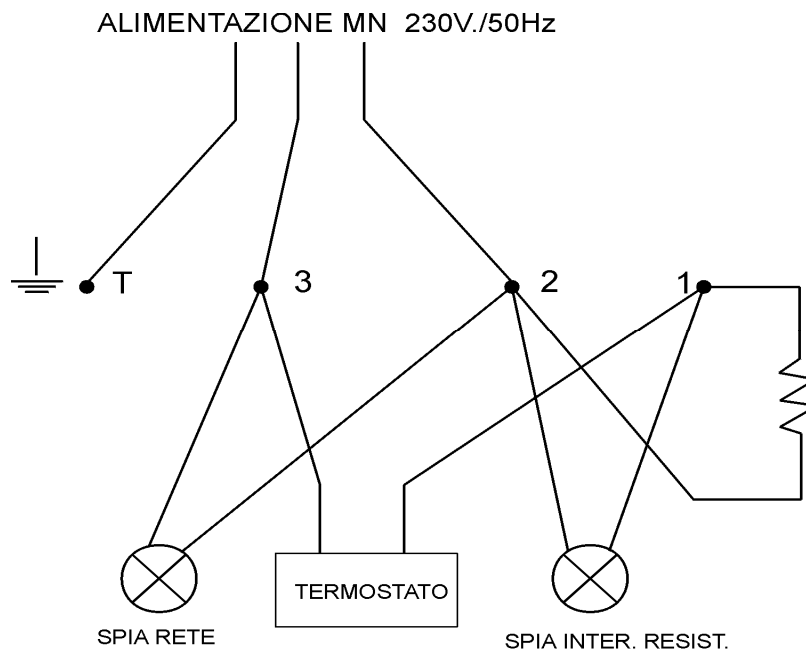 ALIMENTAZIONE MN 230V./50Hz
T
3
2
1
TERMOSTATO
SPIA RETE
SPIA INTER. RESIST.